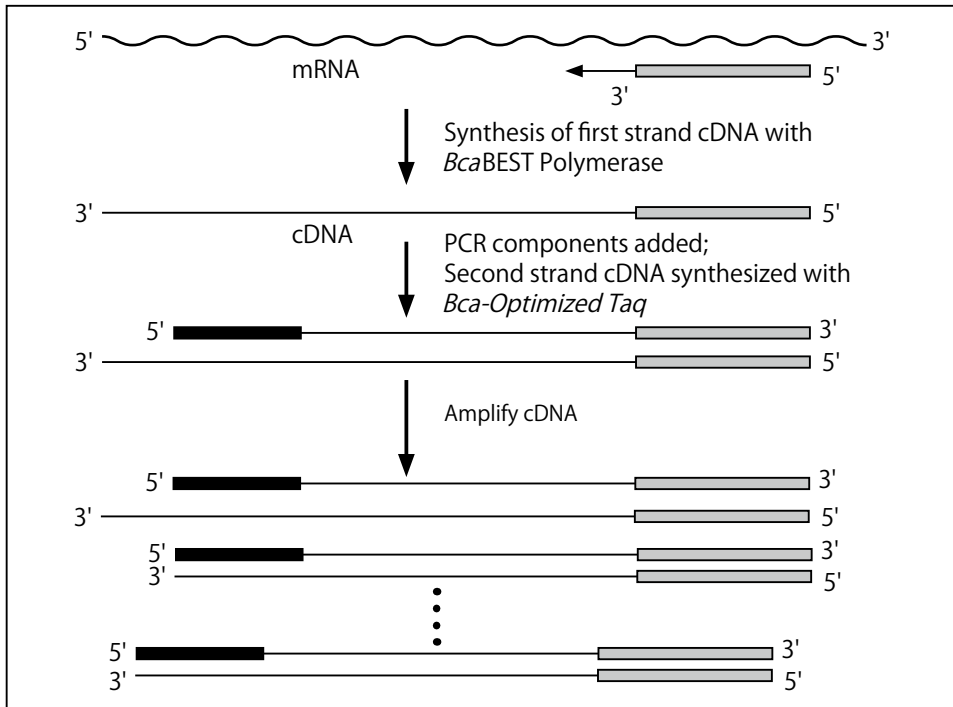 5' 3'
mRNA 3' 5'
Synthesis of first strand cDNA with
BcaBEST Polymerase
3' 5'
cDNA
PCR components added;
Second strand cDNA synthesized with
Bca-Optimized Taq
5' 3'
3' 5'
Amplify cDNA
5' 3'
3' 5'
5' 3'
3' 5'
5' 3'
3' 5'